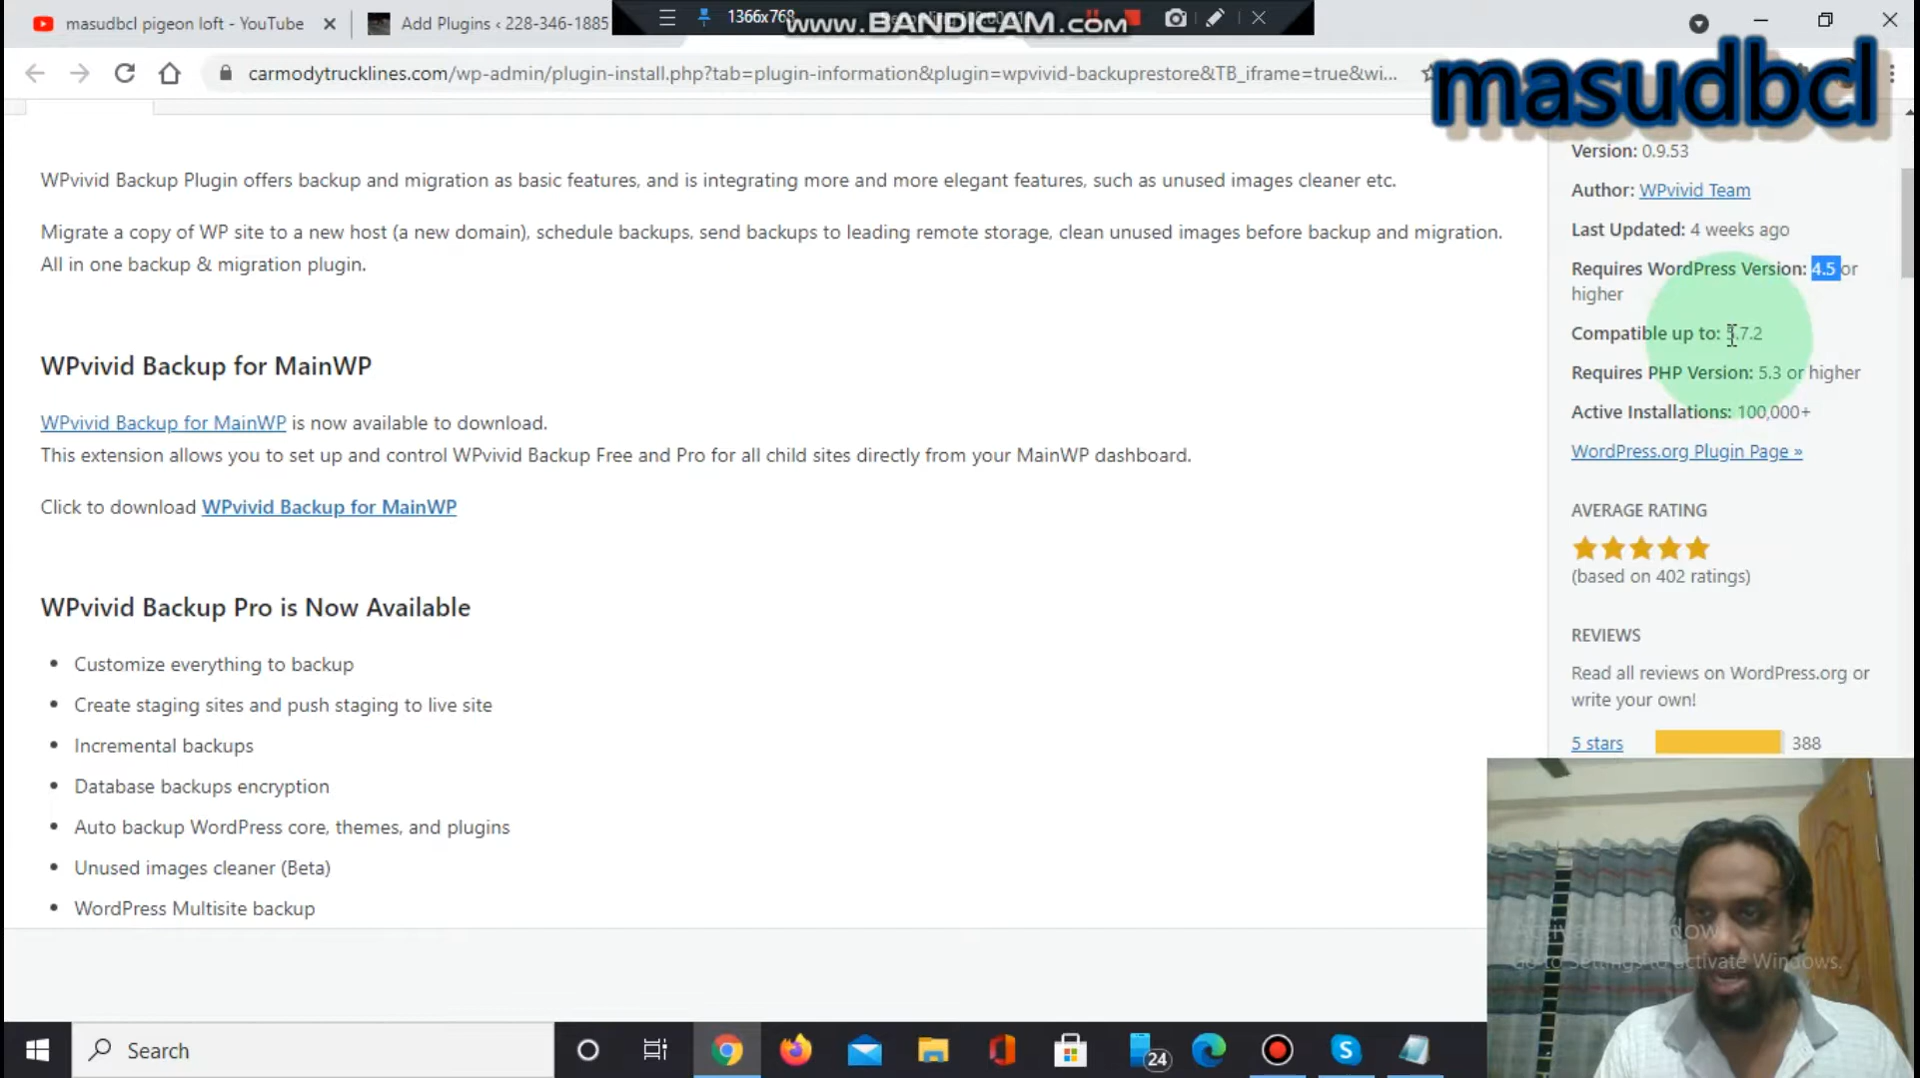 masudbcl pigeon loft - YouTube
Add Plugins ‹ 228-346-1885
1366x768
www.BANDICAM.com
carmodytrucklines.com/wp-admin/plugin-install.php?tab=plugin-information&plugin=wpvivid-backuprestore&TB_iframe=true&wi...
masudbcl
WPvivid Backup Plugin offers backup and migration as basic features, and is integrating more and more elegant features, such as unused images cleaner etc.
Migrate a copy of WP site to a new host (a new domain), schedule backups, send backups to leading remote storage, clean unused images before backup and migration.
All in one backup & migration plugin.
WPvivid Backup for MainWP
WPvivid Backup for MainWP is now available to download.
This extension allows you to set up and control WPvivid Backup Free and Pro for all child sites directly from your MainWP dashboard.
Click to download WPvivid Backup for MainWP
WPvivid Backup Pro is Now Available
• Customize everything to backup
• Create staging sites and push staging to live site
• Incremental backups
• Database backups encryption
• Auto backup WordPress core, themes, and plugins
• Unused images cleaner (Beta)
• WordPress Multisite backup
Version: 0.9.53
Author: WPvivid Team
Last Updated: 4 weeks ago
Requires WordPress Version: 4.5 or
higher
Compatible up to: 5.7.2
Requires PHP Version: 5.3 or higher
Active Installations: 100,000+
WordPress.org Plugin Page »
AVERAGE RATING
(based on 402 ratings)
REVIEWS
Read all reviews on WordPress.org or
write your own!
5 stars 388
Go to Settings to activate Windows.
Search
24